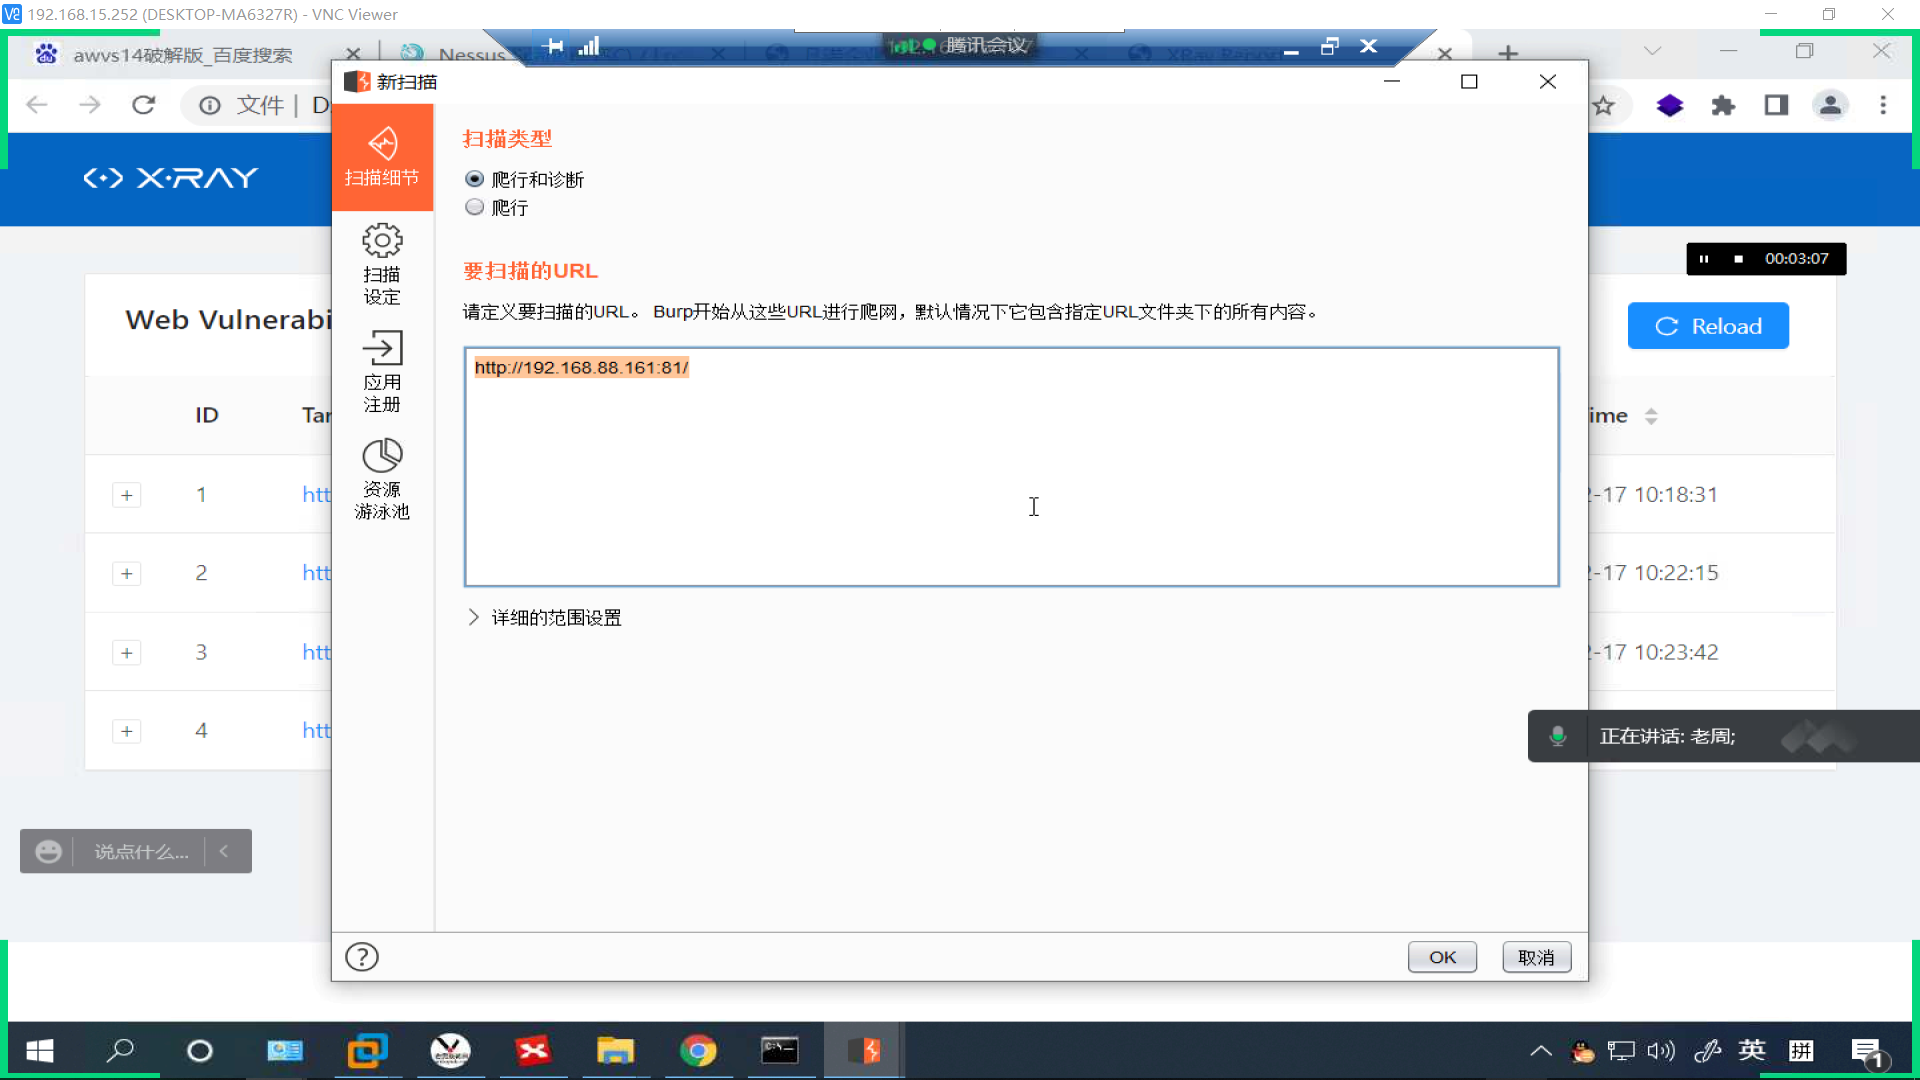 192.168.15.252 (DESKTOP-MA6327R) - VNC Viewer
awvs14破解版_百度搜索
Nessus
腾讯会议
文件
新扫描
X·RAY
扫描细节
扫描
设定
应用
注册
资源
游泳池
扫描类型
爬行和诊断
爬行
要扫描的URL
请定义要扫描的URL。 Burp开始从这些URL进行爬网，默认情况下它包含指定URL文件夹下的所有内容。
http://192.168.88.161:81/
详细的范围设置
OK
取消
00:03:07
Reload
Web Vulnerabi
ID
Tar
ime
1
htt
-17 10:18:31
2
htt
-17 10:22:15
3
htt
-17 10:23:42
4
htt
正在讲话: 老周;
说点什么...
英
拼
1